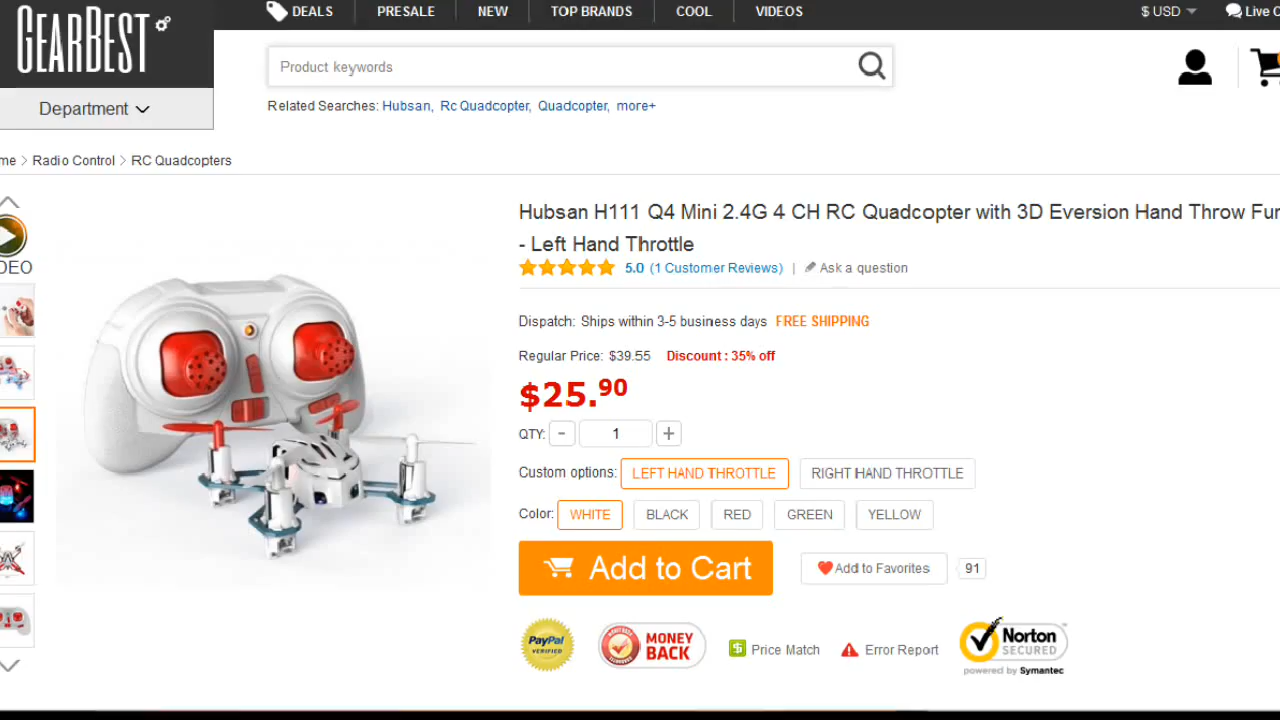 GEARBEST
DEALS PRESALE NEW TOP BRANDS COOL VIDEOS $ USD Live C
Product keywords
Department
Related Searches: Hubsan, Rc Quadcopter, Quadcopter, more+
me > Radio Control > RC Quadcopters
Hubsan H111 Q4 Mini 2.4G 4 CH RC Quadcopter with 3D Eversion Hand Throw Fun
- Left Hand Throttle
DEO
5.0 (1 Customer Reviews) | Ask a question
Dispatch: Ships within 3-5 business days FREE SHIPPING
Regular Price: $39.55 Discount : 35% off
$25.90
QTY: - 1 +
Custom options: LEFT HAND THROTTLE RIGHT HAND THROTTLE
Color: WHITE BLACK RED GREEN YELLOW
Add to Cart Add to Favorites 91
PayPal
VERIFIED
MONEY
BACK
Price Match
Error Report
Norton
SECURED
powered by Symantec